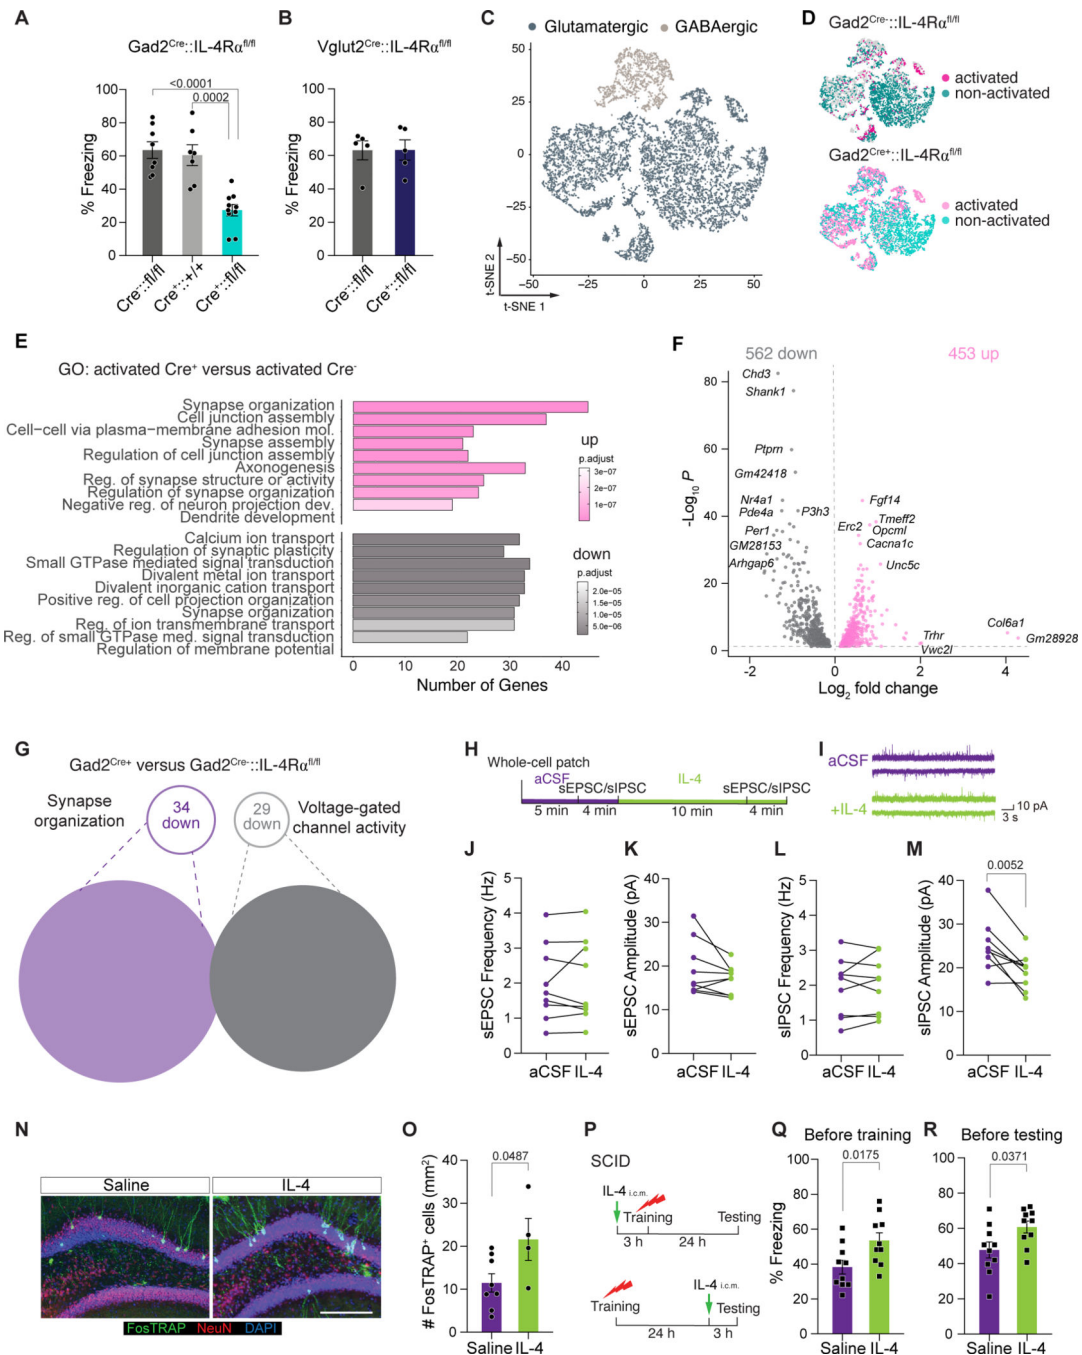 A
Gad2Cre::IL-4Rαfl/fl
% Freezing
100
80
60
40
20
0
<0.0001
0.0002
Cre-::fl/fl
Cre+::+/+
Cre+::fl/fl
B
Vglut2Cre::IL-4Rαfl/fl
% Freezing
100
80
60
40
20
0
Cre-::fl/fl
Cre+::fl/fl
C
Glutamatergic
GABAergic
50
25
0
−25
−50
−50
−25
0
25
50
t-SNE 2
t-SNE 1
D
Gad2Cre-::IL-4Rαfl/fl
activated
non-activated
Gad2Cre+::IL-4Rαfl/fl
activated
non-activated
E
GO: activated Cre+ versus activated Cre-
Synapse organization
Cell junction assembly
Cell−cell via plasma−membrane adhesion mol.
Synapse assembly
Regulation of cell junction assembly
Axonogenesis
Reg. of synapse structure or activity
Regulation of synapse organization
Negative reg. of neuron projection dev.
Dendrite development
up
p.adjust
3e−07
2e−07
1e−07
Calcium ion transport
Regulation of synaptic plasticity
Small GTPase mediated signal transduction
Divalent metal ion transport
Divalent inorganic cation transport
Positive reg. of cell projection organization
Synapse organization
Reg. of ion transmembrane transport
Reg. of small GTPase med. signal transduction
Regulation of membrane potential
down
p.adjust
2.0e−05
1.5e−05
1.0e−05
5.0e−06
0
10
20
30
40
Number of Genes
F
562 down
453 up
-Log10 P
80
60
40
20
0
Chd3
Shank1
Ptprn
Gm42418
Nr4a1
Pde4a
P3h3
Per1
GM28153
Arhgap6
Fgf14
Tmeff2
Erc2
Opcml
Cacna1c
Unc5c
Col6a1
Trhr
Gm28928
Vwc2l
−2
0
2
4
Log2 fold change
G
Gad2Cre+ versus Gad2Cre-::IL-4Rαfl/fl
Synapse organization
34 down
29 down
Voltage-gated channel activity
H
Whole-cell patch
aCSF
IL-4
sEPSC/sIPSC
sEPSC/sIPSC
5 min
4 min
10 min
4 min
I
aCSF
+IL-4
10 pA
3 s
J
sEPSC Frequency (Hz)
5
4
3
2
1
0
aCSF IL-4
K
sEPSC Amplitude (pA)
40
30
20
10
0
aCSF IL-4
L
sIPSC Frequency (Hz)
5
4
3
2
1
0
aCSF IL-4
M
sIPSC Amplitude (pA)
0.0052
40
30
20
10
0
aCSF IL-4
N
Saline
IL-4
FosTRAP NeuN DAPI
O
# FosTRAP+ cells (mm2)
40
30
20
10
0
0.0487
Saline IL-4
P
SCID
IL-4 i.c.m.
Training
Testing
3 h
24 h
IL-4 i.c.m.
Training
Testing
24 h
3 h
Q
Before training
% Freezing
0.0175
100
80
60
40
20
0
Saline IL-4
R
Before testing
0.0371
100
80
60
40
20
0
Saline IL-4